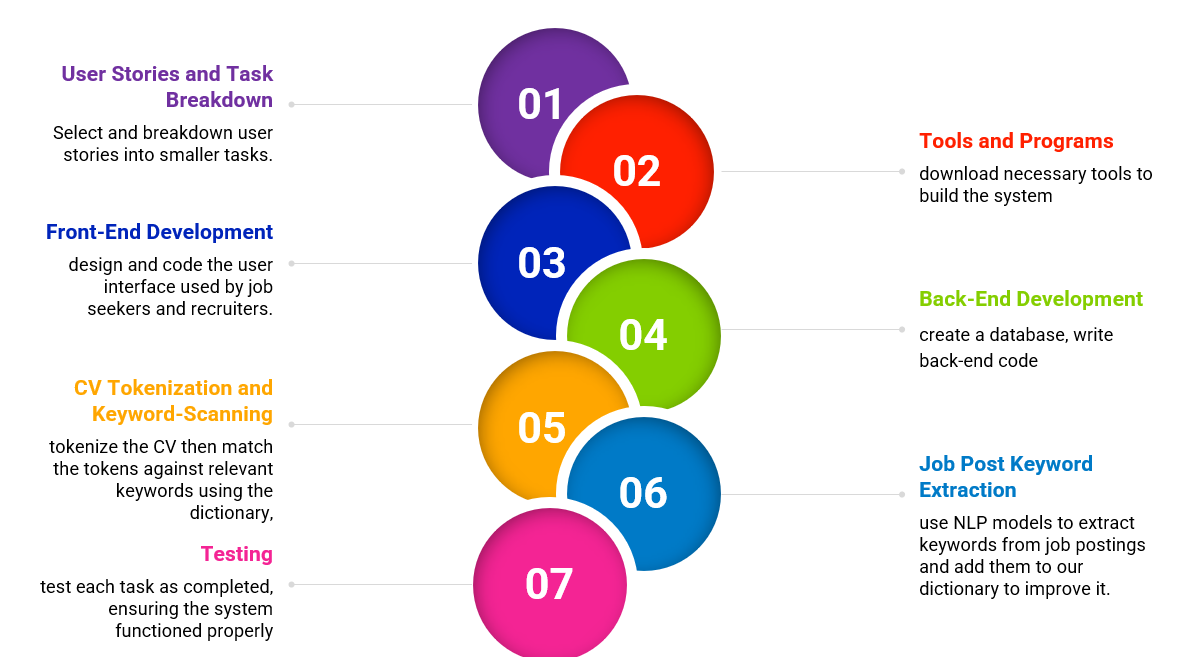 01
User Stories and Task
Breakdown
Select and breakdown user
stories into smaller tasks.
02
Tools and Programs
download necessary tools to
build the system
03
Front-End Development
design and code the user
interface used by job
seekers and recruiters.
04
Back-End Development
create a database, write
back-end code
05
CV Tokenization and
Keyword-Scanning
tokenize the CV then match
the tokens against relevant
keywords using the
dictionary,
06
Job Post Keyword
Extraction
use NLP models to extract
keywords from job postings
and add them to our
dictionary to improve it.
07
Testing
test each task as completed,
ensuring the system
functioned properly